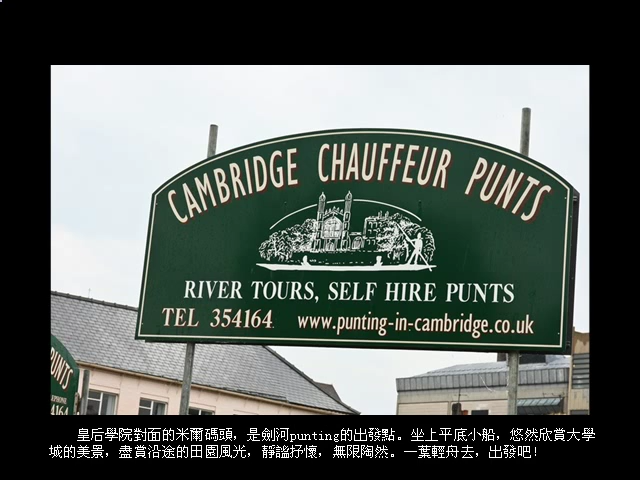 CAMBRIDGE CHAUFFEUR PUNTS
RIVER TOURS, SELF HIRE PUNTS
TEL 354164 www.punting-in-cambridge.co.uk
PUNTS
4164
皇后學院對面的米爾碼頭，是劍河punting的出發點。坐上平底小船，悠然欣賞大學
城的美景，盡賞沿途的田園風光，靜謐抒懷，無限陶然。一葉輕舟去，出發吧！